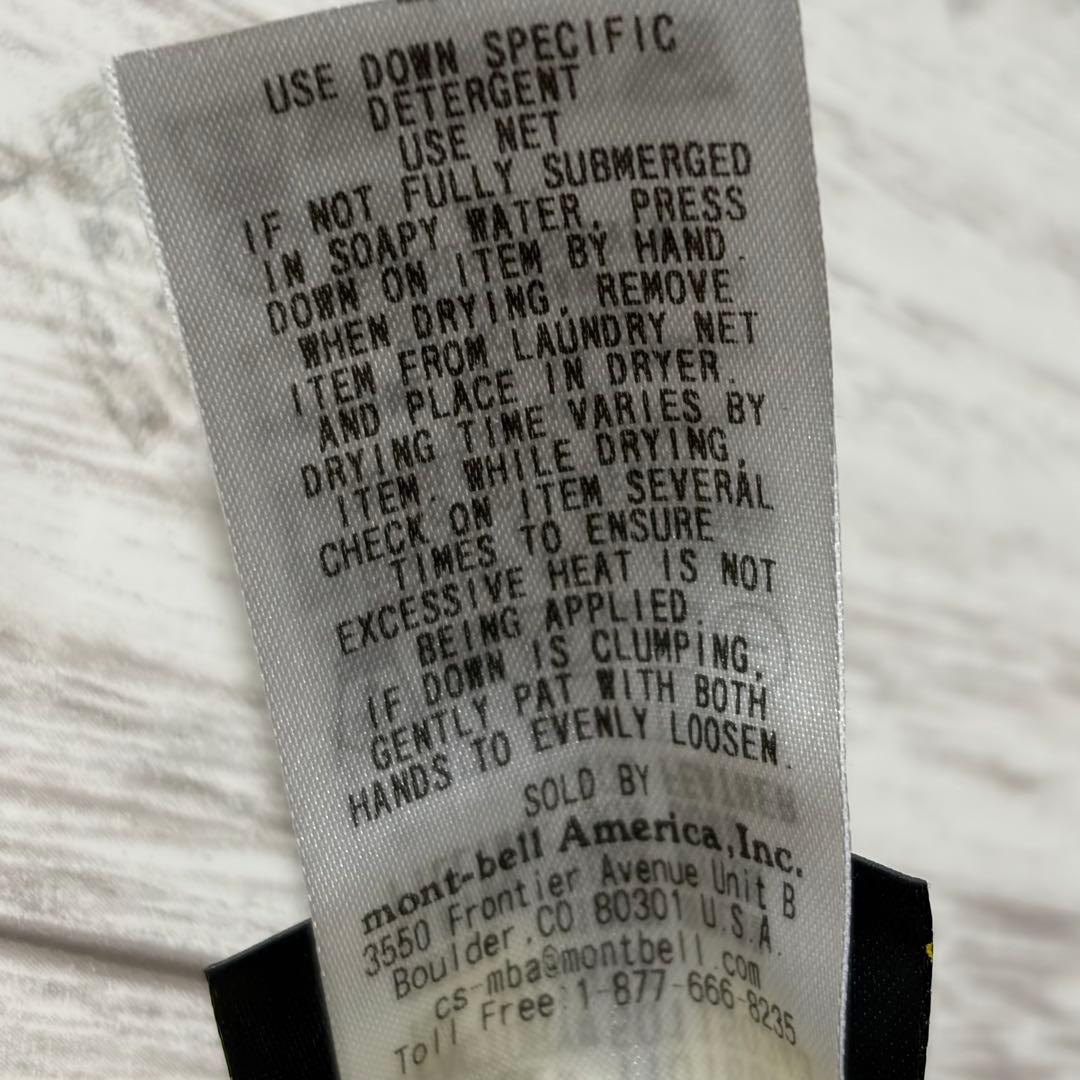 USE DOWN SPECIFIC
DETERGENT
USE NET
IF NOT FULLY SUBMERGED
IN SOAPY WATER, PRESS
DOWN ON ITEM BY HAND.
WHEN DRYING, REMOVE
ITEM FROM LAUNDRY NET
AND PLACE IN DRYER.
DRYING TIME VARIES BY
ITEM. WHILE DRYING,
CHECK ON ITEM SEVERAL
TIMES TO ENSURE
EXCESSIVE HEAT IS NOT
BEING APPLIED.
IF DOWN IS CLUMPING,
GENTLY PAT WITH BOTH
HANDS TO EVENLY LOOSEN.
SOLD BY
mont-bell America,Inc.
3550 Frontier Avenue Unit B
Boulder,CO 80301 U.S.A.
cs-mba@montbell.com
Toll Free:1-877-666-8235